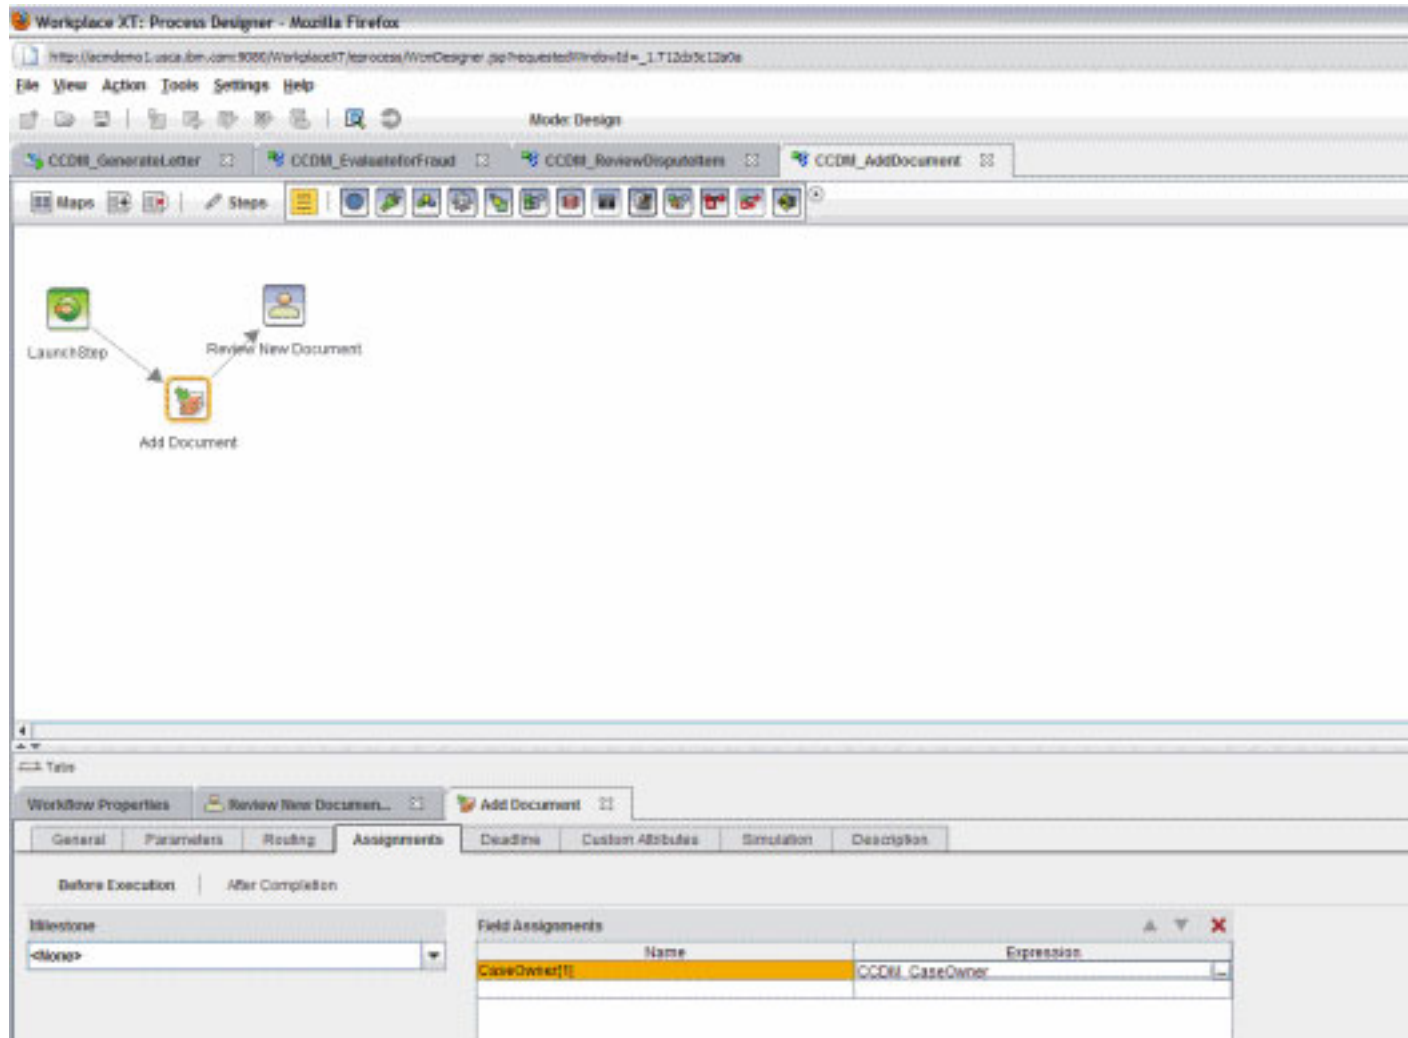 Workplace XT: Process Designer - Mozilla Firefox
File View Action Tools Settings Help
Mode: Design
CCDM_GenerateLetter CCDM_EvaluateforFraud CCDM_ReviewDisputeItem CCDM_AddDocument
Maps Steps
LaunchStep
Review New Document
Add Document
Tabs
Workflow Properties Review New Documen... Add Document
General Parameters Routing Assignments Deadline Custom Attributes Simulation Description
Before Execution After Completion
Milestone
<None>
Field Assignments
Name Expression
CaseOwner[1] CCDM_CaseOwner